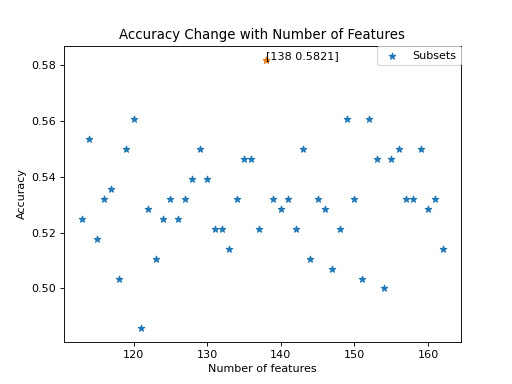 Accuracy Change with Number of Features
[138 0.5821]
Subsets
0.58
0.56
0.54
0.52
0.50
Accuracy
120 130 140 150 160
Number of features